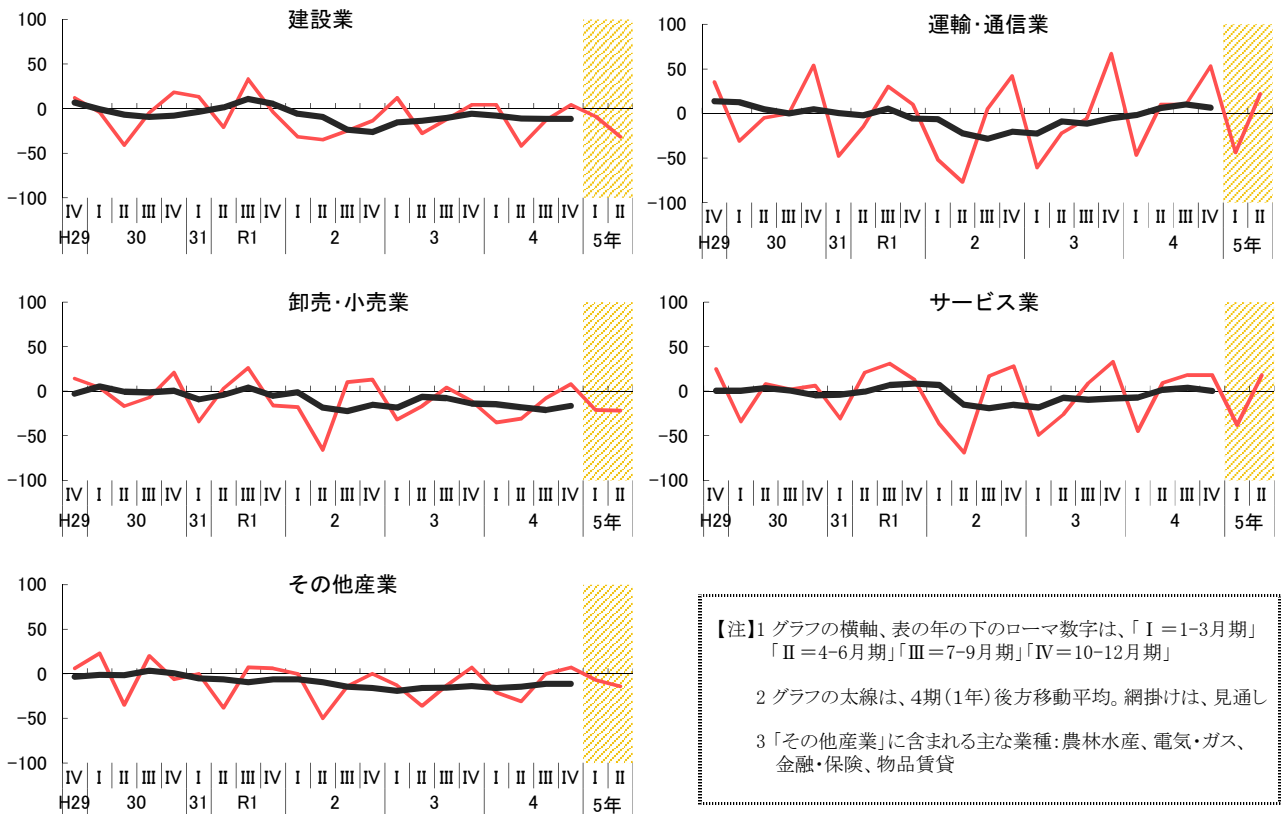 建設業
100
50
0
-50
-100
Ⅳ Ⅰ Ⅱ Ⅲ Ⅳ Ⅰ Ⅱ Ⅲ Ⅳ Ⅰ Ⅱ Ⅲ Ⅳ Ⅰ Ⅱ Ⅲ Ⅳ Ⅰ Ⅱ Ⅲ Ⅳ Ⅰ Ⅱ
H29 30 31 R1 2 3 4 5年
運輸・通信業
100
50
0
-50
-100
Ⅳ Ⅰ Ⅱ Ⅲ Ⅳ Ⅰ Ⅱ Ⅲ Ⅳ Ⅰ Ⅱ Ⅲ Ⅳ Ⅰ Ⅱ Ⅲ Ⅳ Ⅰ Ⅱ Ⅲ Ⅳ Ⅰ Ⅱ
H29 30 31 R1 2 3 4 5年
卸売・小売業
100
50
0
-50
-100
Ⅳ Ⅰ Ⅱ Ⅲ Ⅳ Ⅰ Ⅱ Ⅲ Ⅳ Ⅰ Ⅱ Ⅲ Ⅳ Ⅰ Ⅱ Ⅲ Ⅳ Ⅰ Ⅱ Ⅲ Ⅳ Ⅰ Ⅱ
H29 30 31 R1 2 3 4 5年
サービス業
100
50
0
-50
-100
Ⅳ Ⅰ Ⅱ Ⅲ Ⅳ Ⅰ Ⅱ Ⅲ Ⅳ Ⅰ Ⅱ Ⅲ Ⅳ Ⅰ Ⅱ Ⅲ Ⅳ Ⅰ Ⅱ Ⅲ Ⅳ Ⅰ Ⅱ
H29 30 31 R1 2 3 4 5年
その他産業
100
50
0
-50
-100
Ⅳ Ⅰ Ⅱ Ⅲ Ⅳ Ⅰ Ⅱ Ⅲ Ⅳ Ⅰ Ⅱ Ⅲ Ⅳ Ⅰ Ⅱ Ⅲ Ⅳ Ⅰ Ⅱ Ⅲ Ⅳ Ⅰ Ⅱ
H29 30 31 R1 2 3 4 5年
【注】1 グラフの横軸、表の年の下のローマ数字は、「Ⅰ=1-3月期」
「Ⅱ=4-6月期」「Ⅲ=7-9月期」「Ⅳ=10-12月期」
2 グラフの太線は、4期(1年)後方移動平均。網掛けは、見通し
3 「その他産業」に含まれる主な業種:農林水産、電気・ガス、
金融・保険、物品賃貸